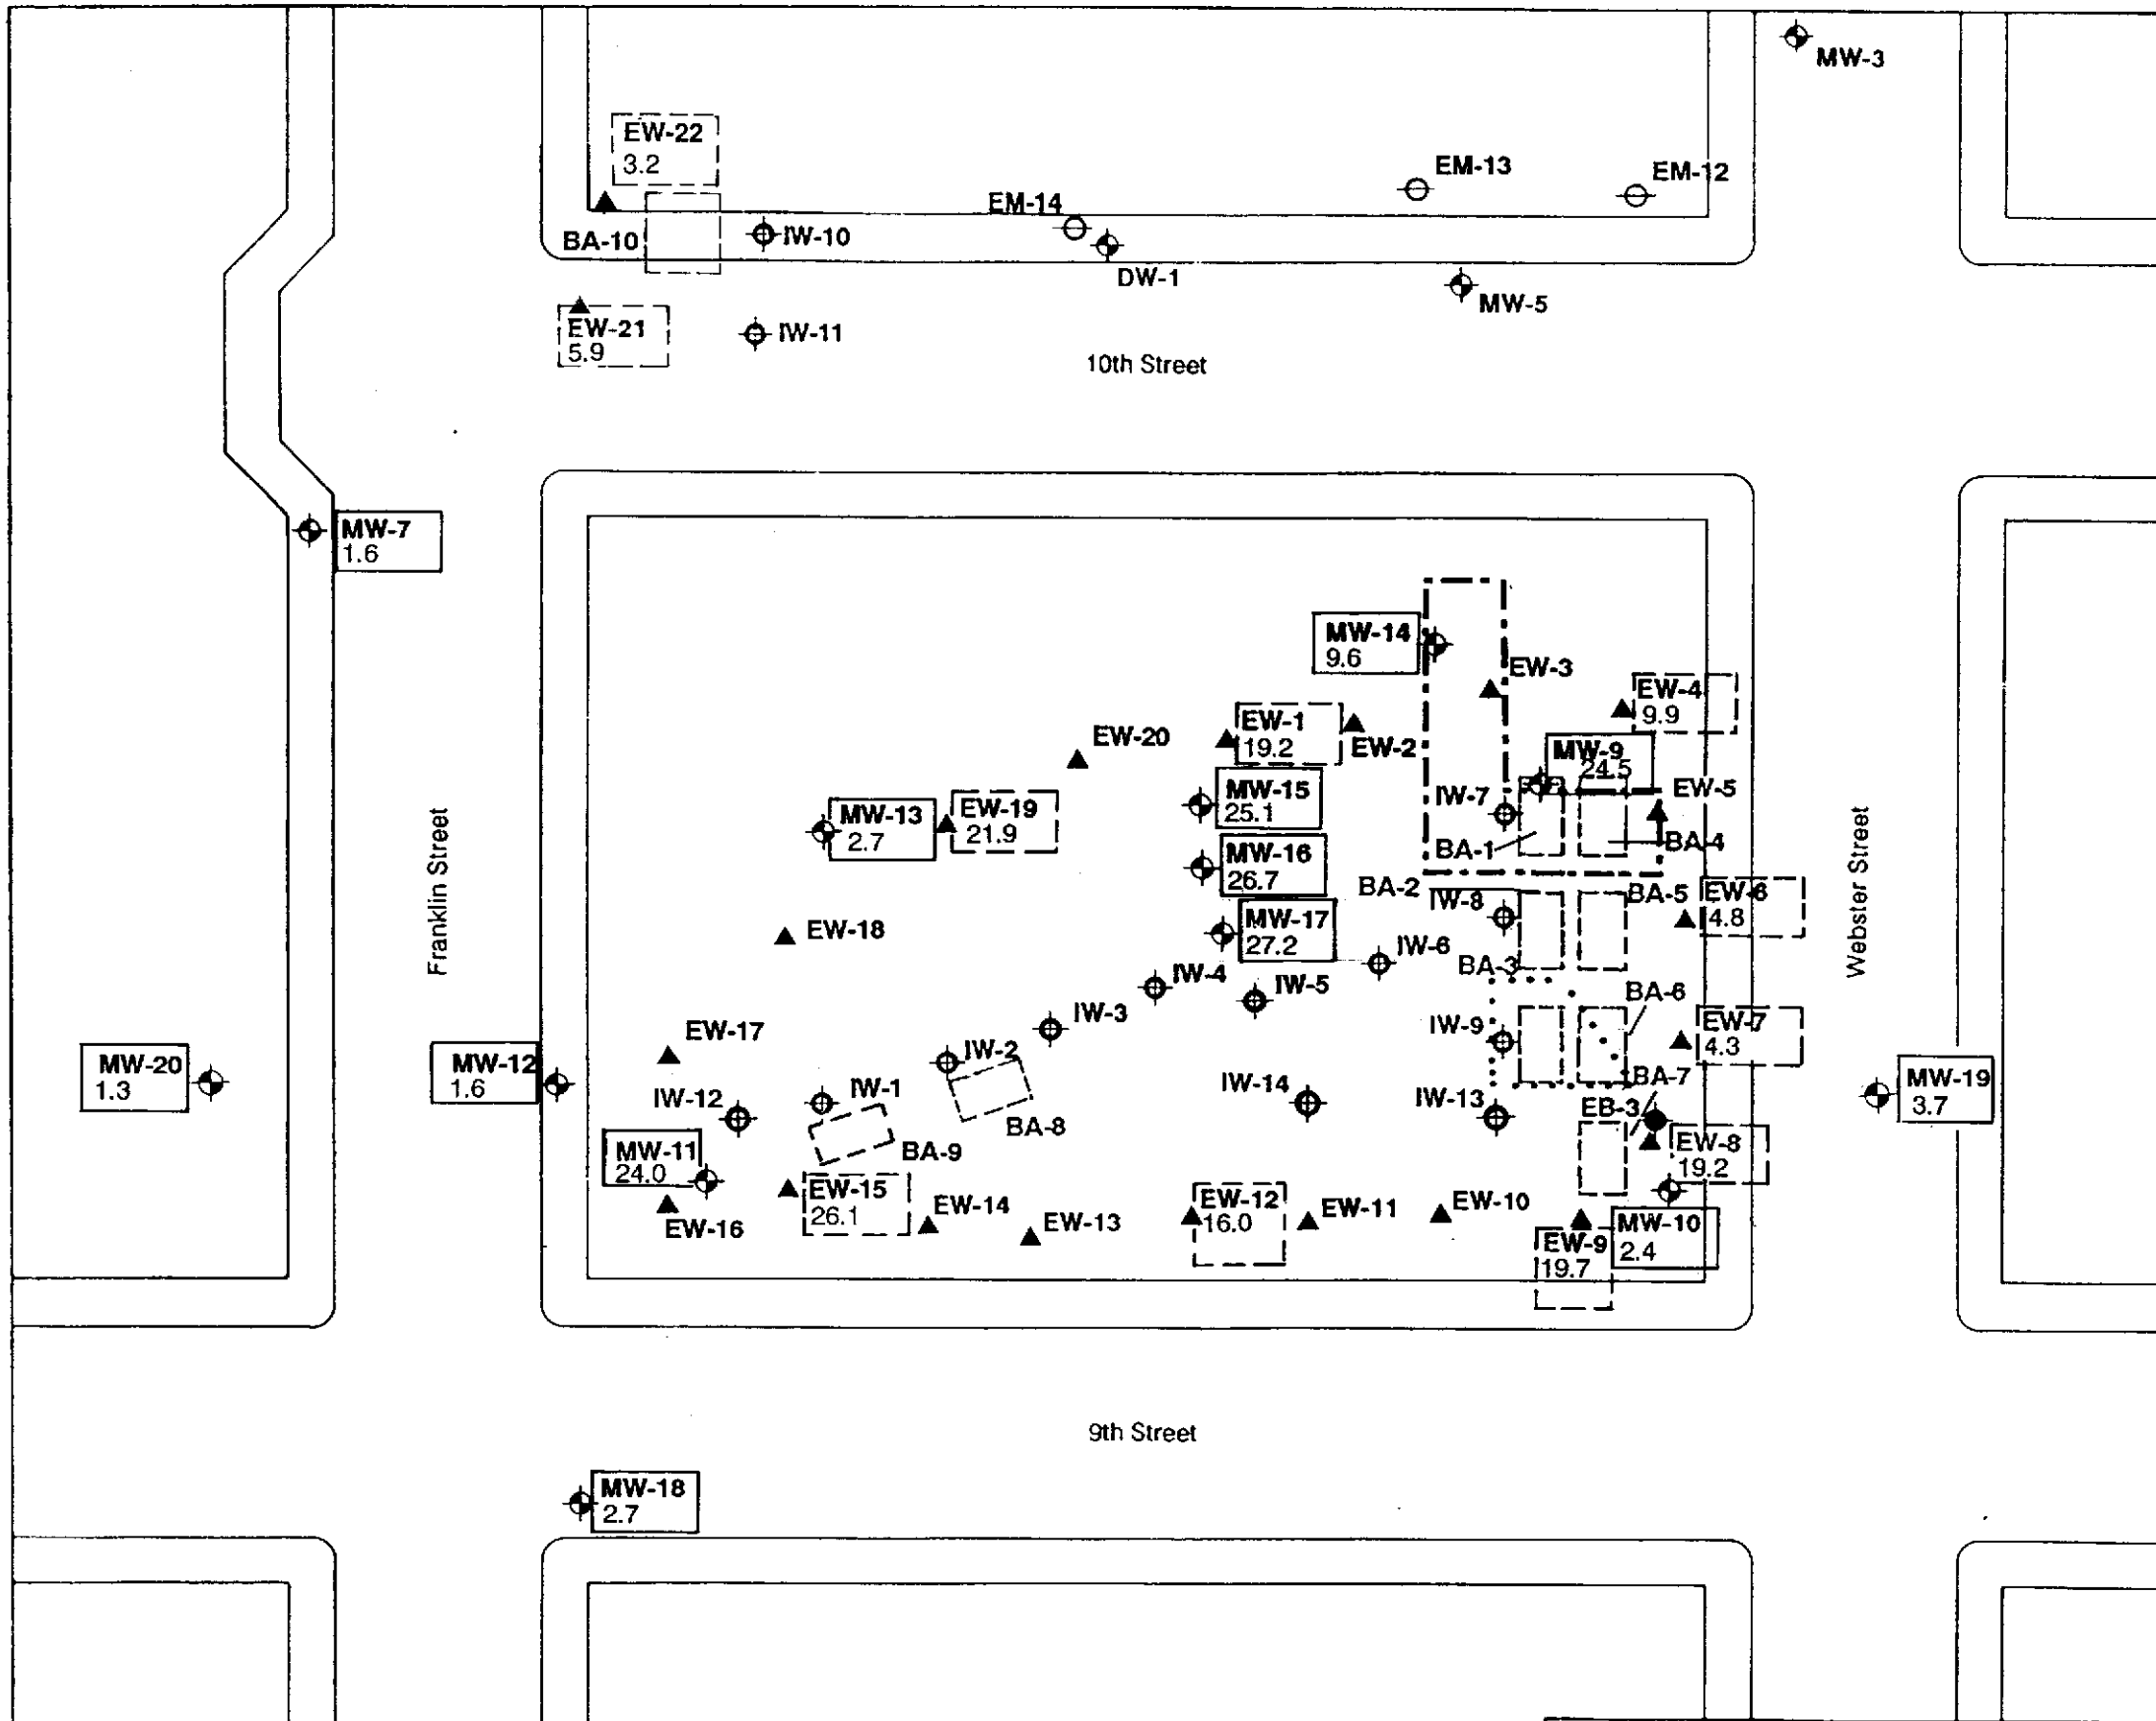 MW-3
EW-22
3.2
EM-13
EM-12
EM-14
BA-10
IW-10
DW-1
MW-5
EW-21
5.9
IW-11
10th Street
MW-7
1.6
MW-14
9.6
EW-3
EW-4
9.9
EW-1
19.2
EW-2
EW-20
MW-9
24.5
MW-15
25.1
IW-7
EW-5
MW-13
2.7
EW-19
21.9
BA-1
BA-4
MW-16
26.7
BA-2
IW-8
BA-5
EW-6
4.8
Franklin Street
Webster Street
MW-17
27.2
EW-18
IW-6
BA-3
IW-4
IW-5
BA-6
IW-3
EW-17
IW-9
EW-7
4.3
MW-20
1.3
MW-12
1.6
IW-2
BA-7
MW-19
3.7
IW-12
IW-1
IW-14
IW-13
EB-3
BA-8
BA-9
MW-11
24.0
EW-8
19.2
EW-15
26.1
EW-16
EW-14
EW-13
EW-12
16.0
EW-11
EW-10
MW-10
2.4
EW-9
19.7
9th Street
MW-18
2.7